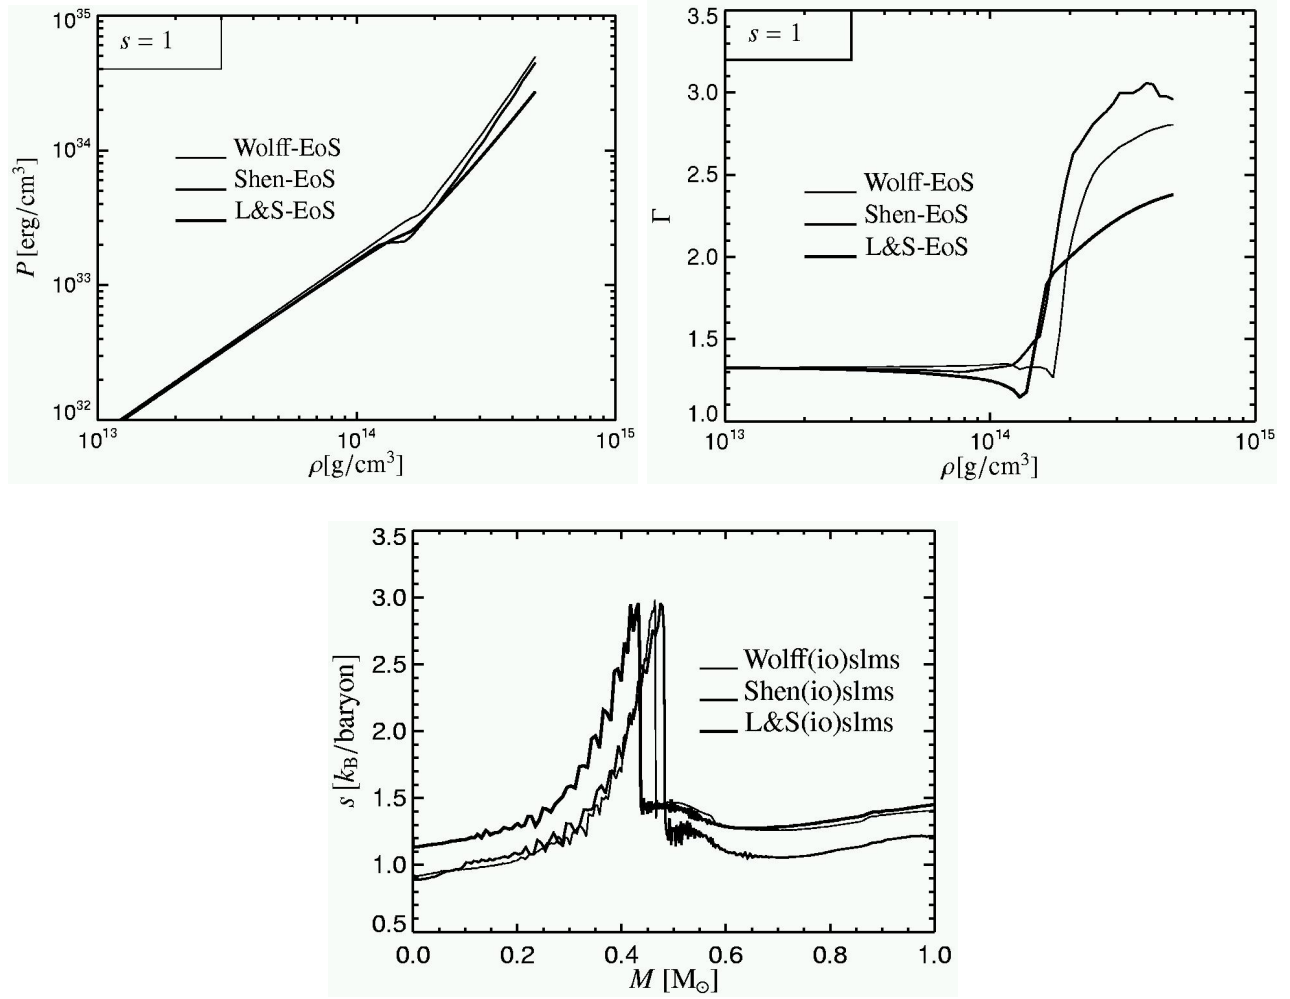 10^35
s = 1
10^34
Wolff-EoS
Shen-EoS
L&S-EoS
P [erg/cm^3]
10^33
10^32
10^13
10^14
10^15
ρ[g/cm^3]
3.5
s = 1
3.0
2.5
Wolff-EoS
Shen-EoS
L&S-EoS
Γ
2.0
1.5
1.0
10^13
10^14
10^15
ρ[g/cm^3]
3.5
3.0
2.5
Wolff(io)slms
Shen(io)slms
L&S(io)slms
s [k_B/baryon]
2.0
1.5
1.0
0.5
0.0 0.2 0.4 0.6 0.8 1.0
M [M_⊙]